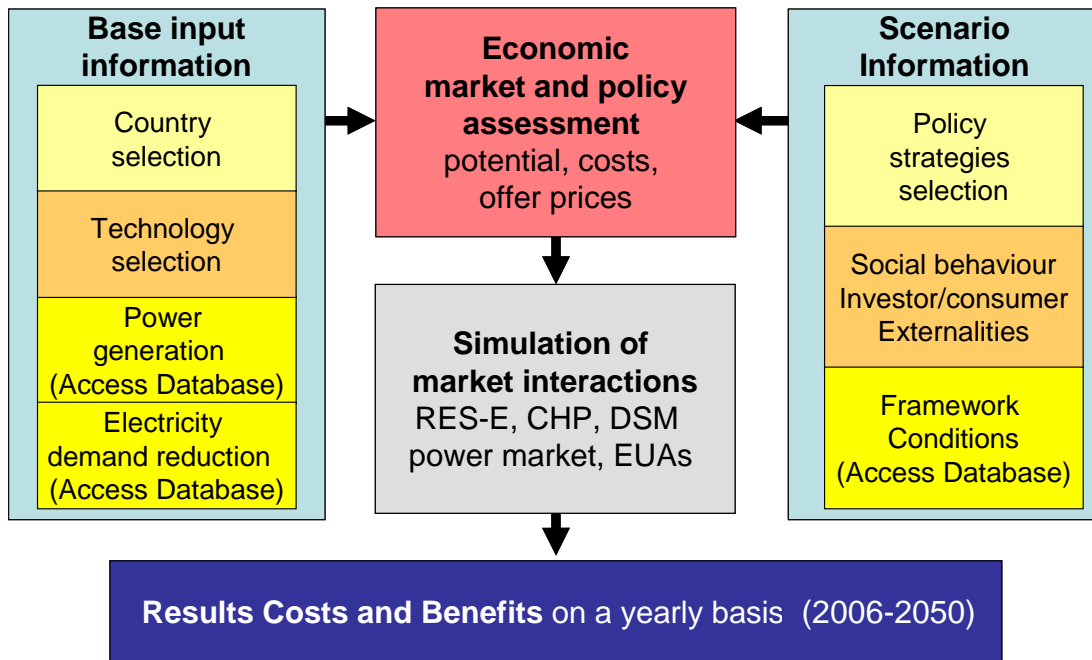 Base input
information
Country
selection
Technology
selection
Power
generation
(Access Database)
Electricity
demand reduction
(Access Database)
Economic
market and policy
assessment
potential, costs,
offer prices
Simulation of
market interactions
RES-E, CHP, DSM
power market, EUAs
Scenario
Information
Policy
strategies
selection
Social behaviour
Investor/consumer
Externalities
Framework
Conditions
(Access Database)
Results Costs and Benefits on a yearly basis (2006-2050)